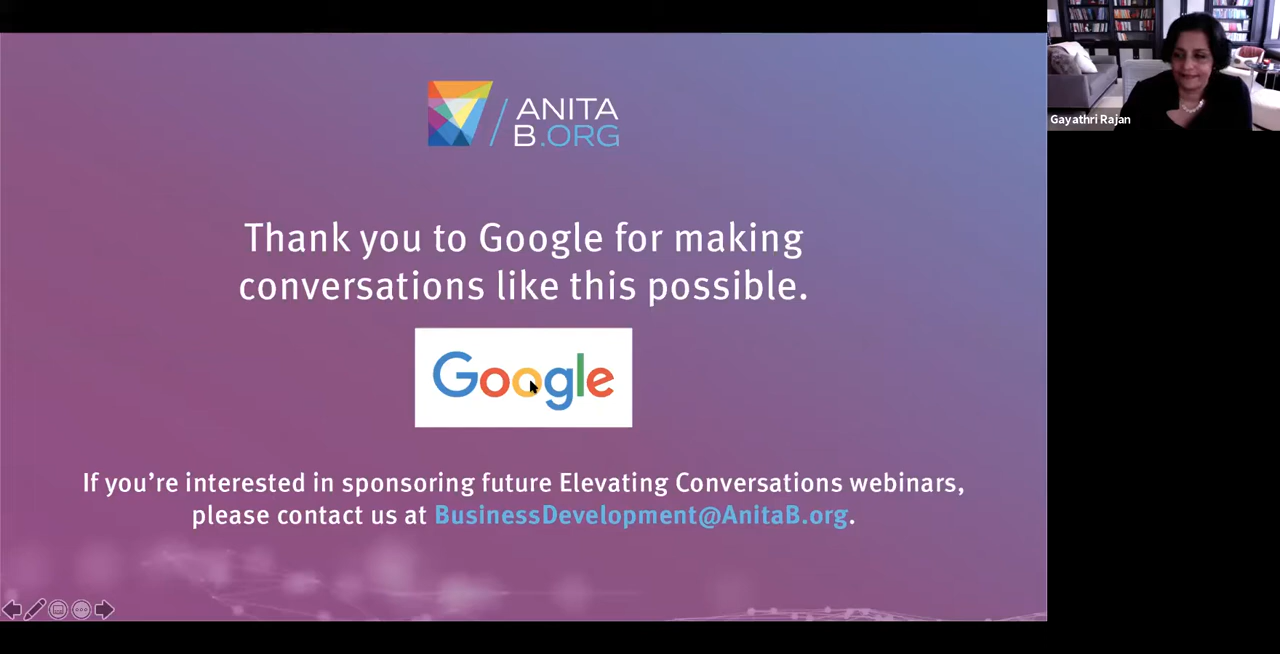 ANITA
B.ORG
Gayathri Rajan
Thank you to Google for making
conversations like this possible.
Google
If you’re interested in sponsoring future Elevating Conversations webinars,
please contact us at BusinessDevelopment@AnitaB.org.